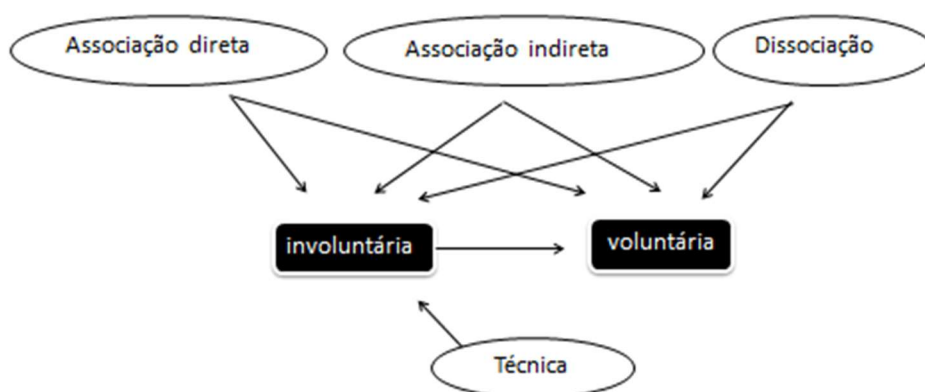 Associação direta
Associação indireta
Dissociação
involuntária
voluntária
Técnica